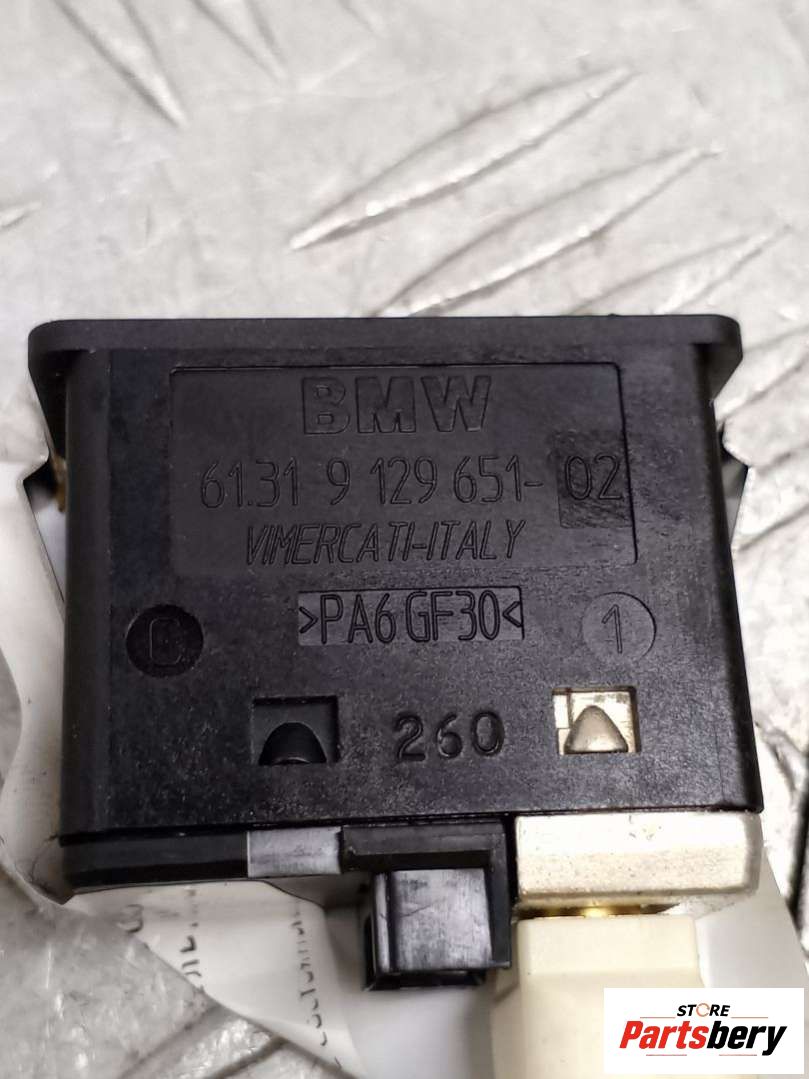 BMW
61.31 9 129 651- 02
VIMERCATI-ITALY
>PA6 GF30<
C 1
260
STORE
Partsbery